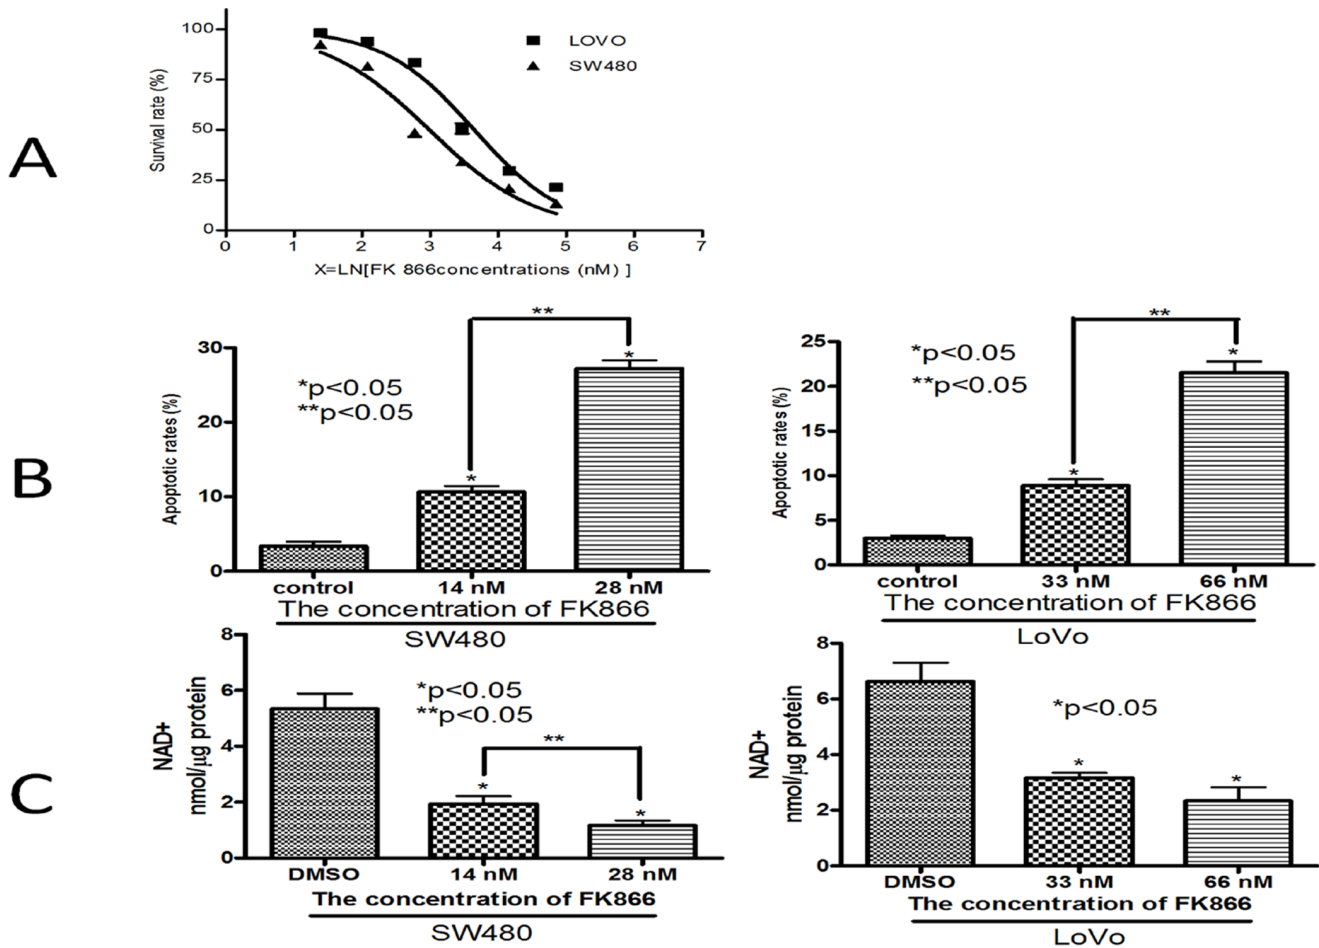 A
100
75
50
25
0
Survival rate (%)
LOVO
SW480
0 1 2 3 4 5 6 7
X=LN[FK 866concentrations (nM) ]
B
30
20
10
0
Apoptotic rates (%)
**
*
*
*p<0.05
**p<0.05
control 14 nM 28 nM
The concentration of FK866
SW480
25
20
15
10
5
0
Apoptotic rates (%)
**
*
*
*p<0.05
**p<0.05
control 33 nM 66 nM
The concentration of FK866
LoVo
C
8
6
4
2
0
NAD+
nmol/µg protein
*p<0.05
**p<0.05
**
*
*
DMSO 14 nM 28 nM
The concentration of FK866
SW480
8
6
4
2
0
NAD+
nmol/µg protein
*p<0.05
*
*
DMSO 33 nM 66 nM
The concentration of FK866
LoVo